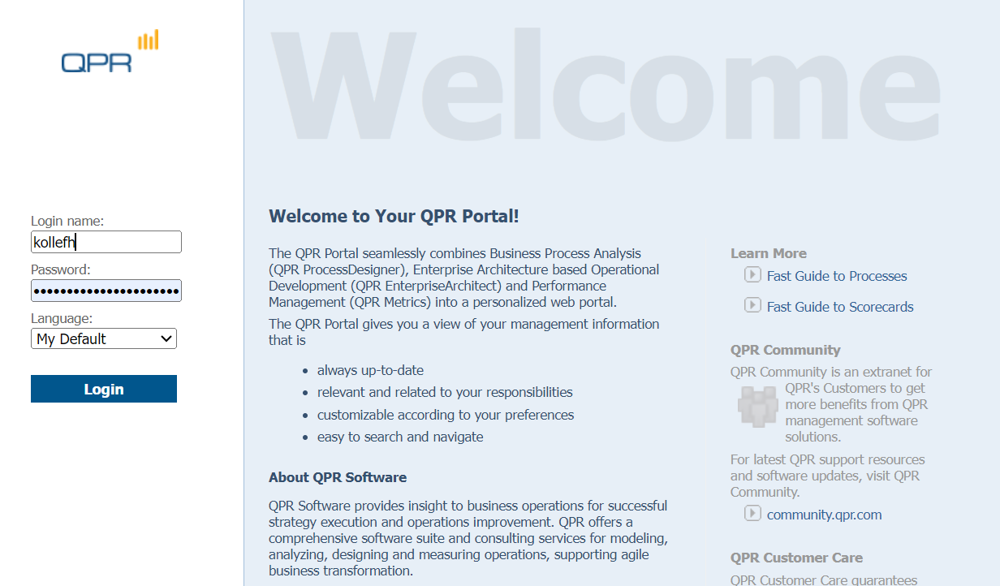 QPR
Welcome
Login name:
kollefh
Password:
••••••••••••••••••••••
Language:
My Default
Login
Welcome to Your QPR Portal!
The QPR Portal seamlessly combines Business Process Analysis
(QPR ProcessDesigner), Enterprise Architecture based Operational
Development (QPR EnterpriseArchitect) and Performance
Management (QPR Metrics) into a personalized web portal.
The QPR Portal gives you a view of your management information
that is
• always up-to-date
• relevant and related to your responsibilities
• customizable according to your preferences
• easy to search and navigate
About QPR Software
QPR Software provides insight to business operations for successful
strategy execution and operations improvement. QPR offers a
comprehensive software suite and consulting services for modeling,
analyzing, designing and measuring operations, supporting agile
business transformation.
Learn More
Fast Guide to Processes
Fast Guide to Scorecards
QPR Community
QPR Community is an extranet for
QPR's Customers to get
more benefits from QPR
management software
solutions.
For latest QPR support resources
and software updates, visit QPR
Community.
community.qpr.com
QPR Customer Care
QPR Customer Care guarantees